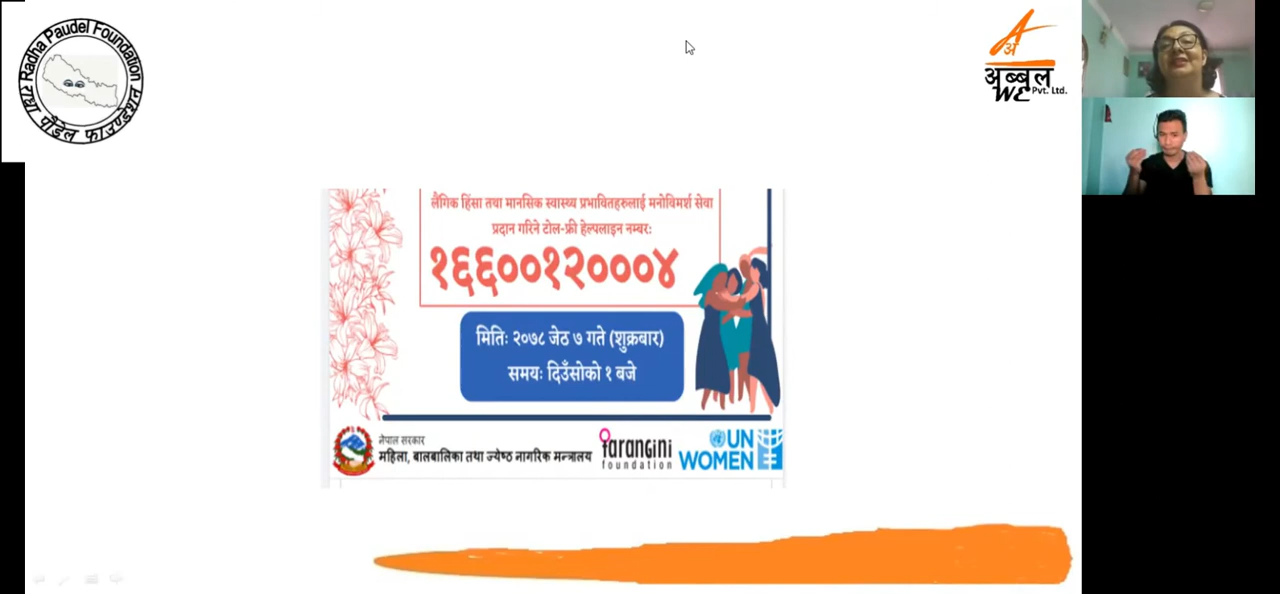 Radha Paudel Foundation
राधा पौडेल फाउण्डेशन
अ
अब्बल
WE Pvt. Ltd.
लैंगिक हिंसा तथा मानसिक स्वास्थ्य प्रभावितहरुलाई मनोविमर्श सेवा
प्रदान गरिने टोल-फ्री हेल्पलाइन नम्बर:
१६६००१२०००४
मिति: २०७८ जेठ ७ गते (शुक्रबार)
समय: दिउँसोको १ बजे
नेपाल सरकार
महिला, बालबालिका तथा ज्येष्ठ नागरिक मन्त्रालय
tarangini
foundation
UN
WOMEN